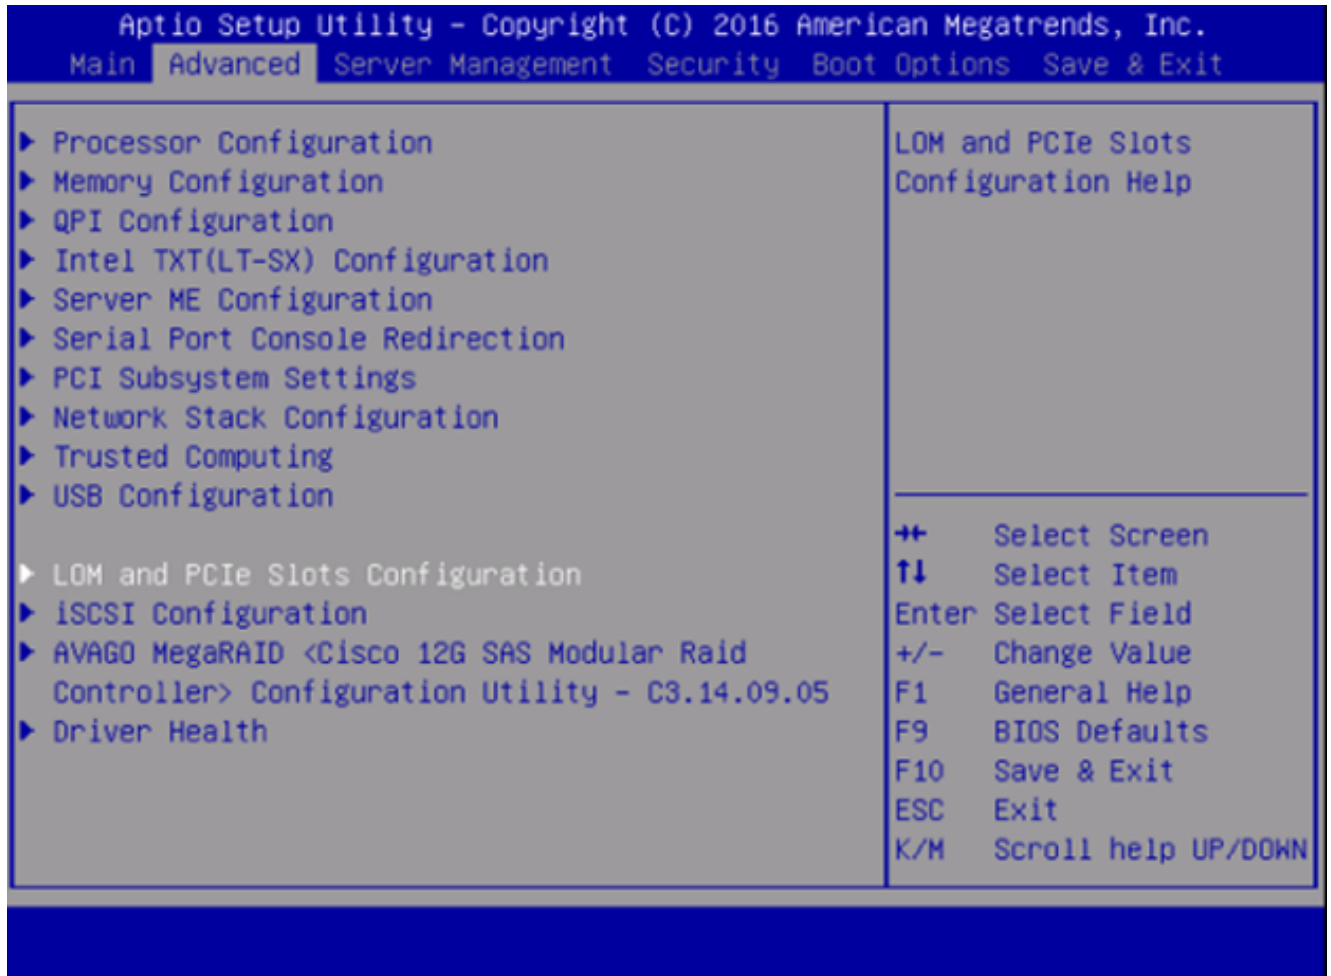 Aptio Setup Utility – Copyright (C) 2016 American Megatrends, Inc.
Main Advanced Server Management Security Boot Options Save & Exit
Processor Configuration
Memory Configuration
QPI Configuration
Intel TXT(LT-SX) Configuration
Server ME Configuration
Serial Port Console Redirection
PCI Subsystem Settings
Network Stack Configuration
Trusted Computing
USB Configuration
LOM and PCIe Slots Configuration
iSCSI Configuration
AVAGO MegaRAID <Cisco 12G SAS Modular Raid
Controller> Configuration Utility – C3.14.09.05
Driver Health
LOM and PCIe Slots
Configuration Help
→←  Select Screen
↑↓  Select Item
Enter Select Field
+/–  Change Value
F1  General Help
F9  BIOS Defaults
F10  Save & Exit
ESC  Exit
K/M  Scroll help UP/DOWN